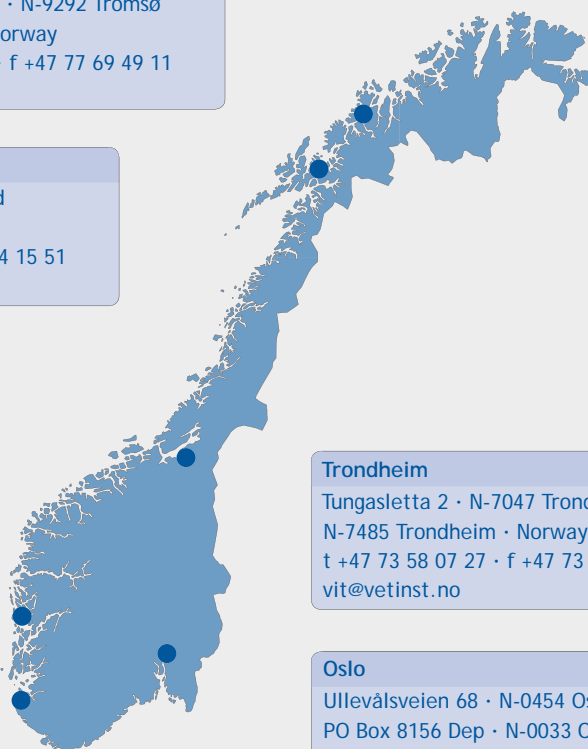 · N-9292 Tromsø
orway
f +47 77 69 49 11
d
4 15 51
Trondheim
Tungasletta 2 · N-7047 Trond
N-7485 Trondheim · Norway
t +47 73 58 07 27 · f +47 73
vit@vetinst.no
Oslo
Ullevålsveien 68 · N-0454 Os
PO Box 8156 Dep · N-0033 O